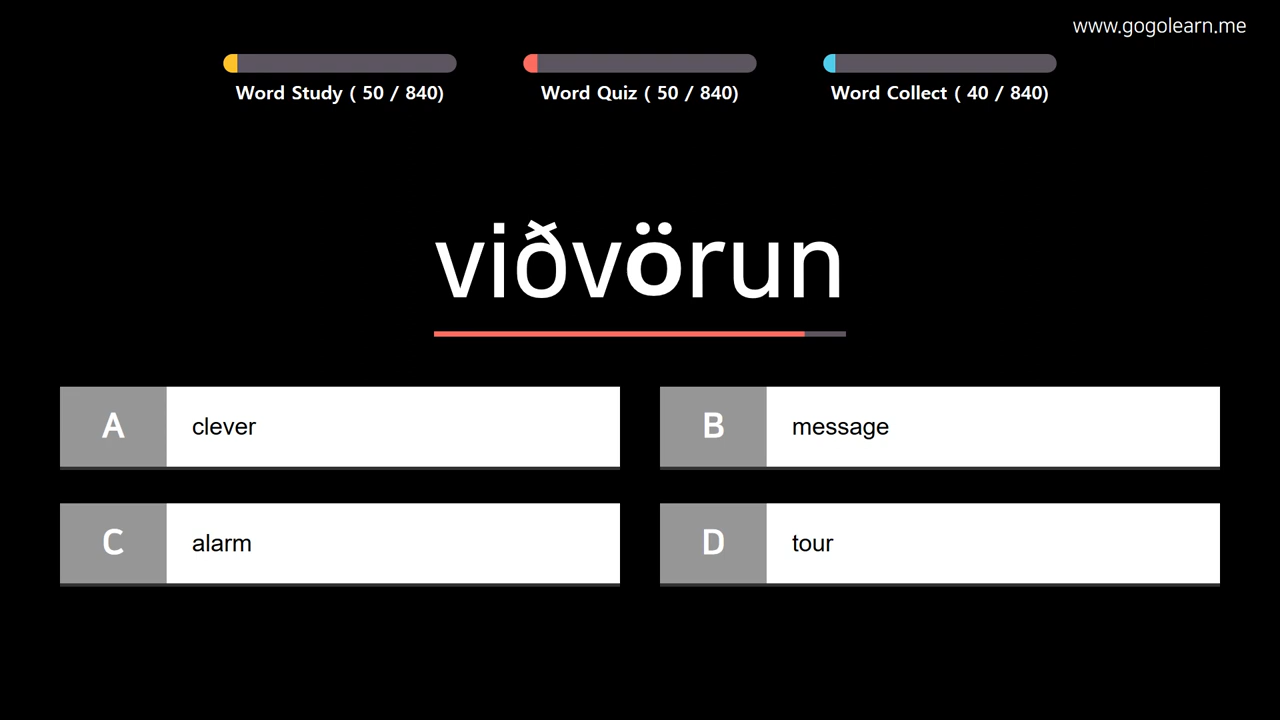 www.gogolearn.me
Word Study ( 50 / 840)
Word Quiz ( 50 / 840)
Word Collect ( 40 / 840)
viðvörun
A clever
B message
C alarm
D tour